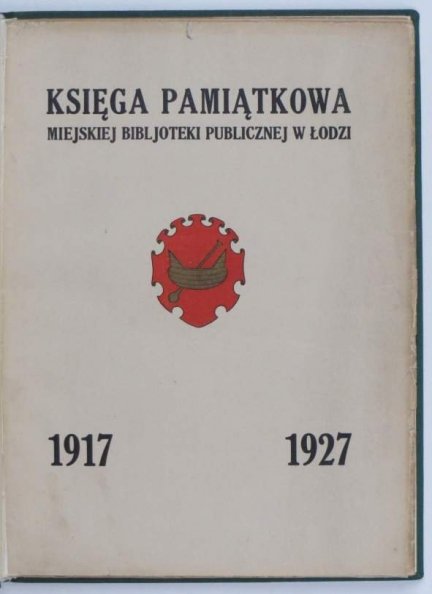 KSIĘGA PAMIĄTKOWA
MIEJSKIEJ BIBLJOTEKI PUBLICZNEJ W ŁODZI
1917 1927